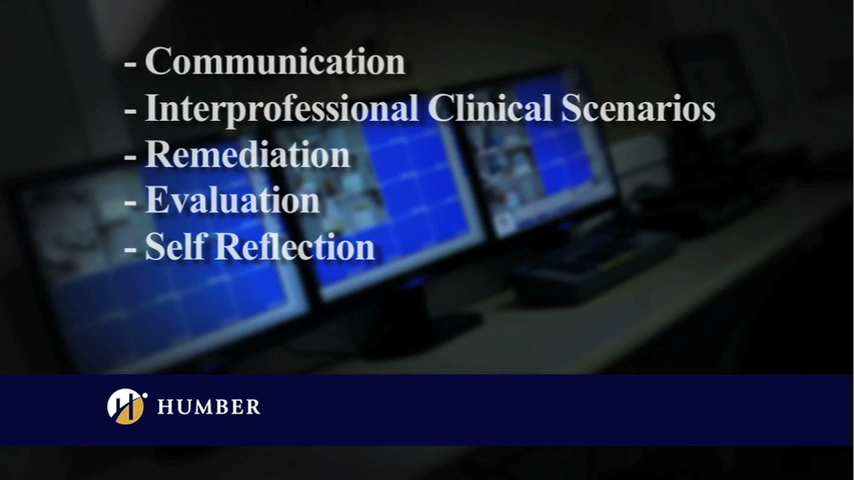 - Communication
- Interprofessional Clinical Scenarios
- Remediation
- Evaluation
- Self Reflection
HUMBER